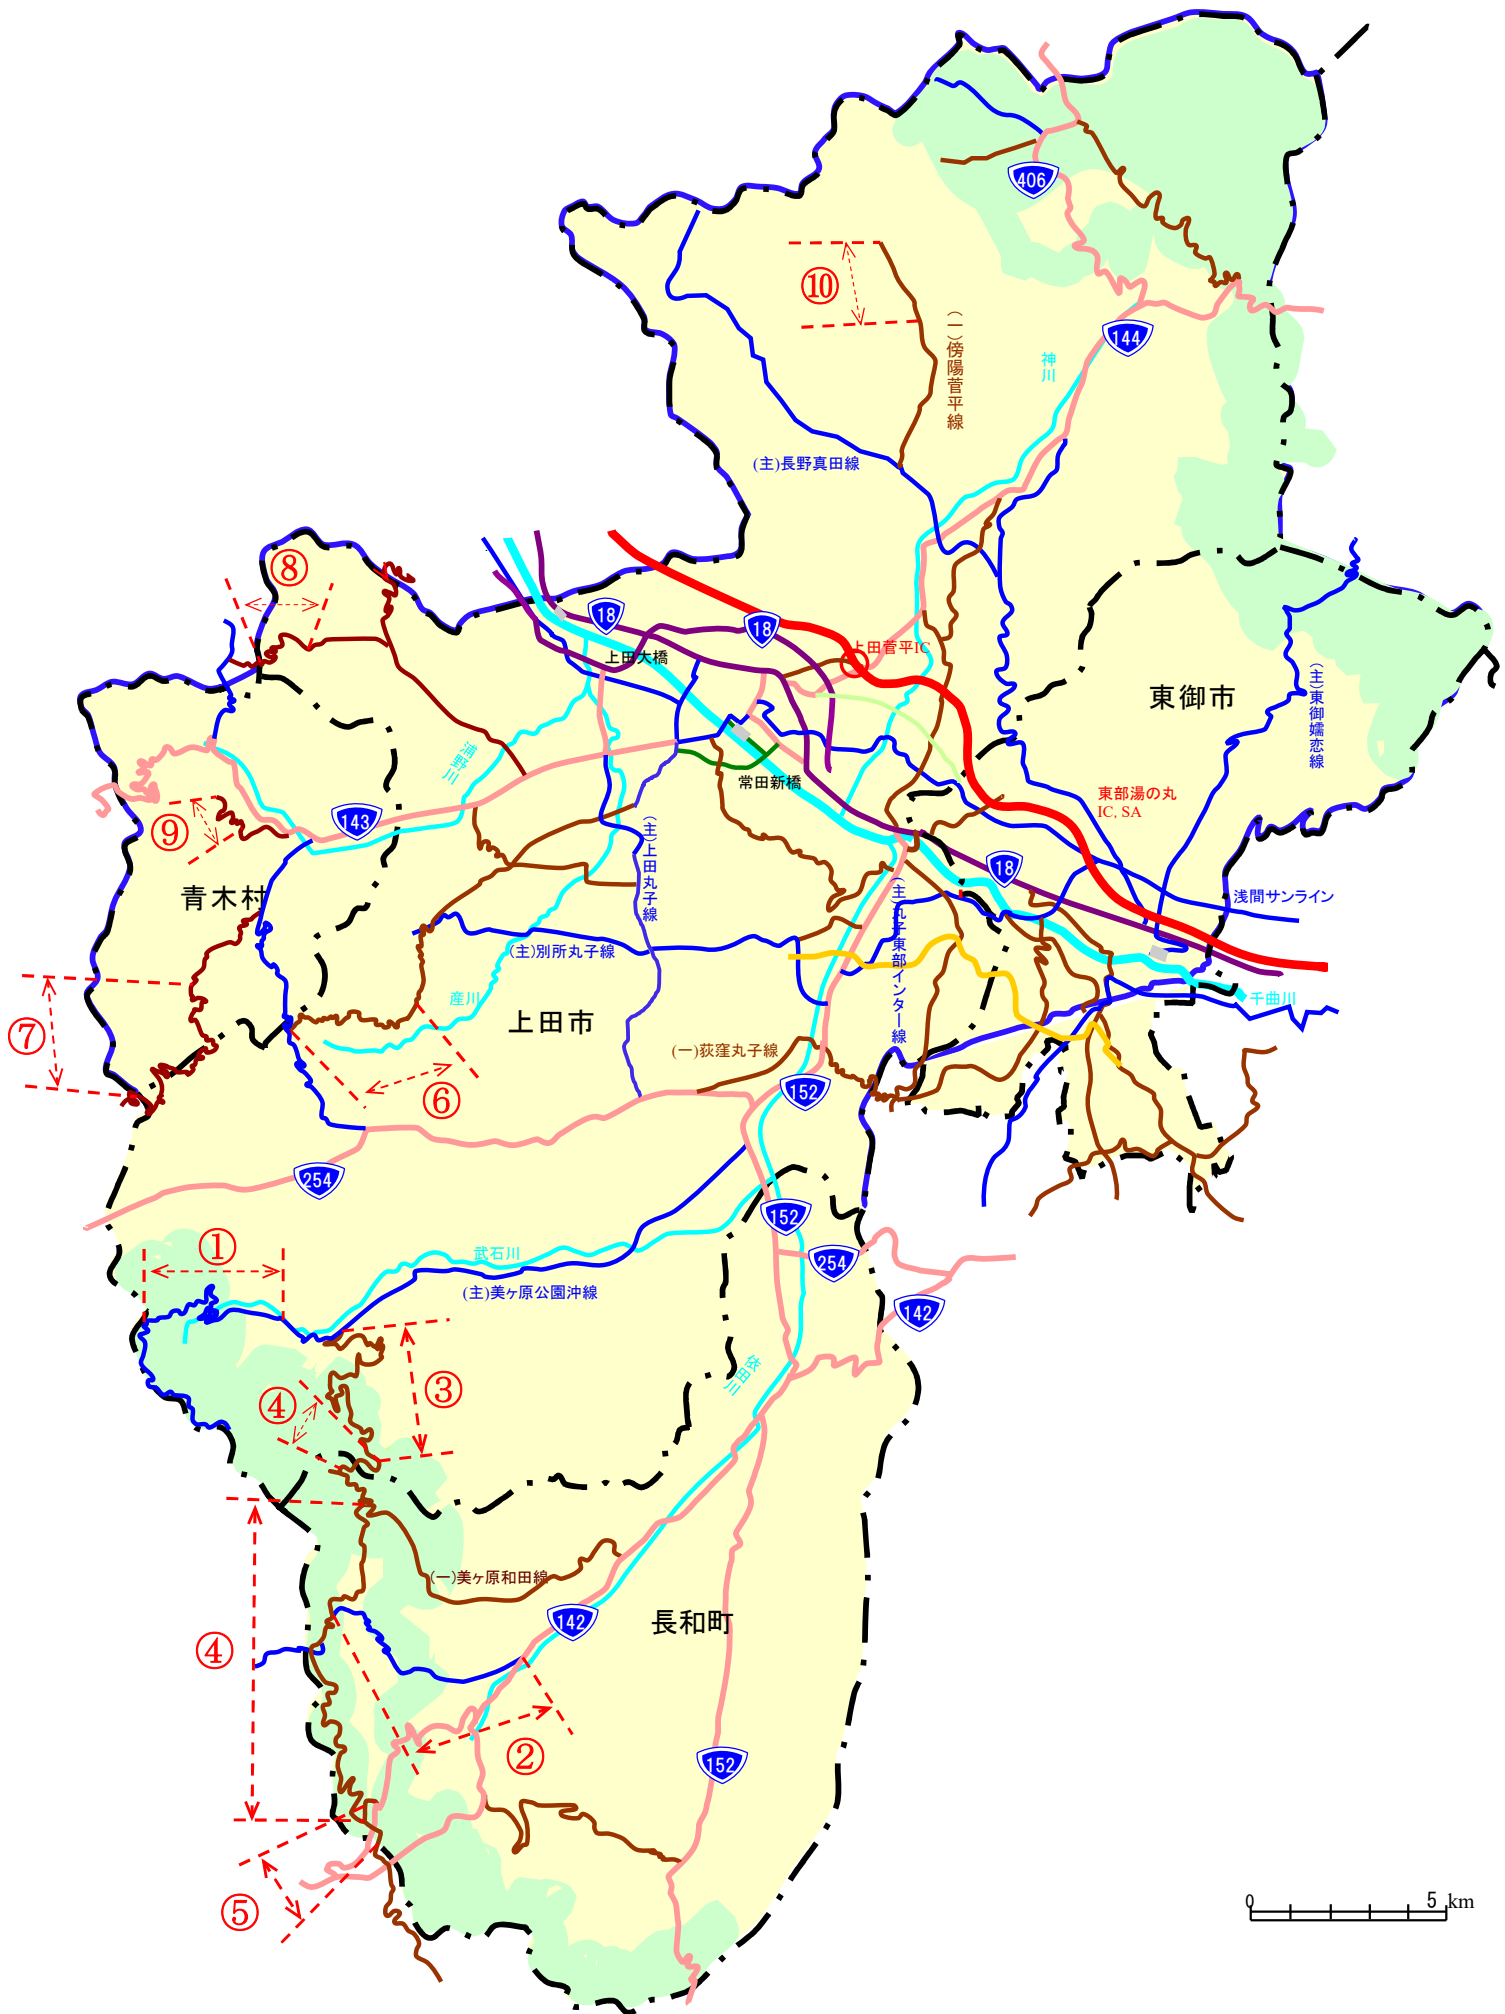 406
⑩
144
(一)傍陽菅平線
神川
(主)長野真田線
⑧
18
18
上田大橋
上田菅平IC
東御市
(主)東御嬬恋線
浦野川
常田新橋
東部湯の丸
IC, SA
⑨
143
(主)上田丸子線
18
青木村
浅間サンライン
(主)丸子東部インター線
(主)別所丸子線
産川
千曲川
上田市
⑦
(一)荻窪丸子線
⑥
152
254
152
①
武石川
254
(主)美ヶ原公園沖線
142
依田川
③
④
(一)美ヶ原和田線
142
長和町
④
②
152
⑤
0
5 km